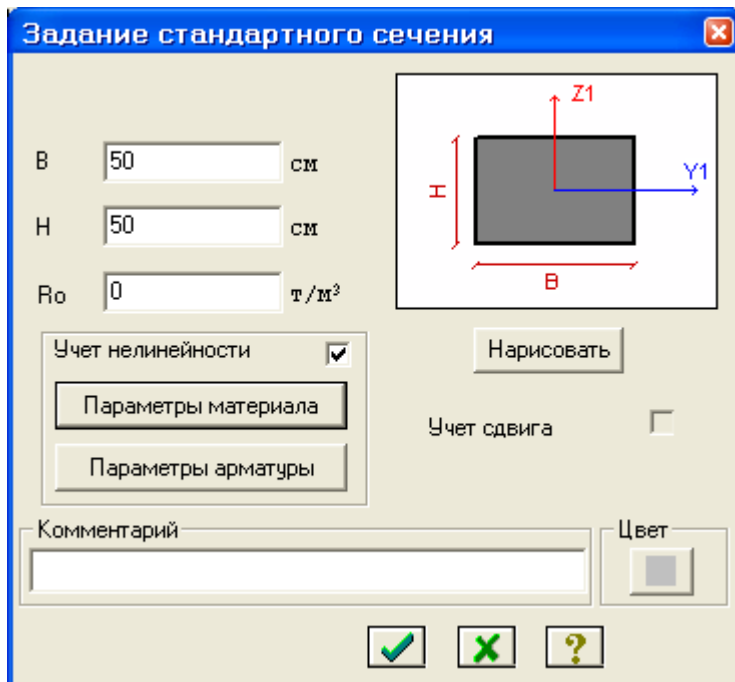 Задание стандартного сечения
Z1
Y1
H
B
B 50 см
H 50 см
Ro 0 т/м³
Учет нелинейности
Нарисовать
Параметры материала
Учет сдвига
Параметры арматуры
Комментарий
Цвет
?